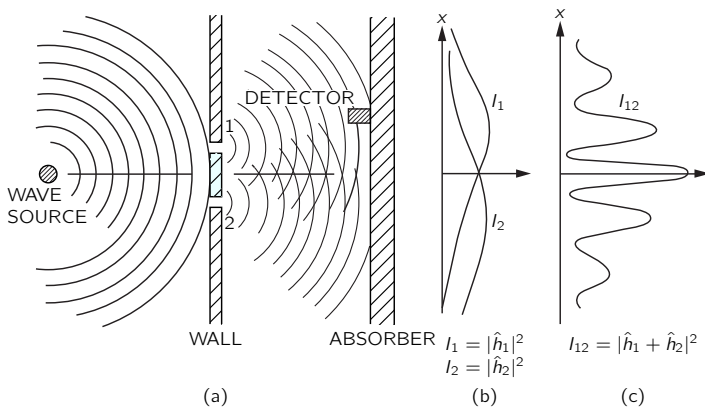 x
x
DETECTOR
I₁
I₁₂
1
WAVE
SOURCE
2
I₂
WALL
ABSORBER
I₁ = |ĥ₁|²
I₂ = |ĥ₂|²
I₁₂ = |ĥ₁ + ĥ₂|²
(a)
(b)
(c)